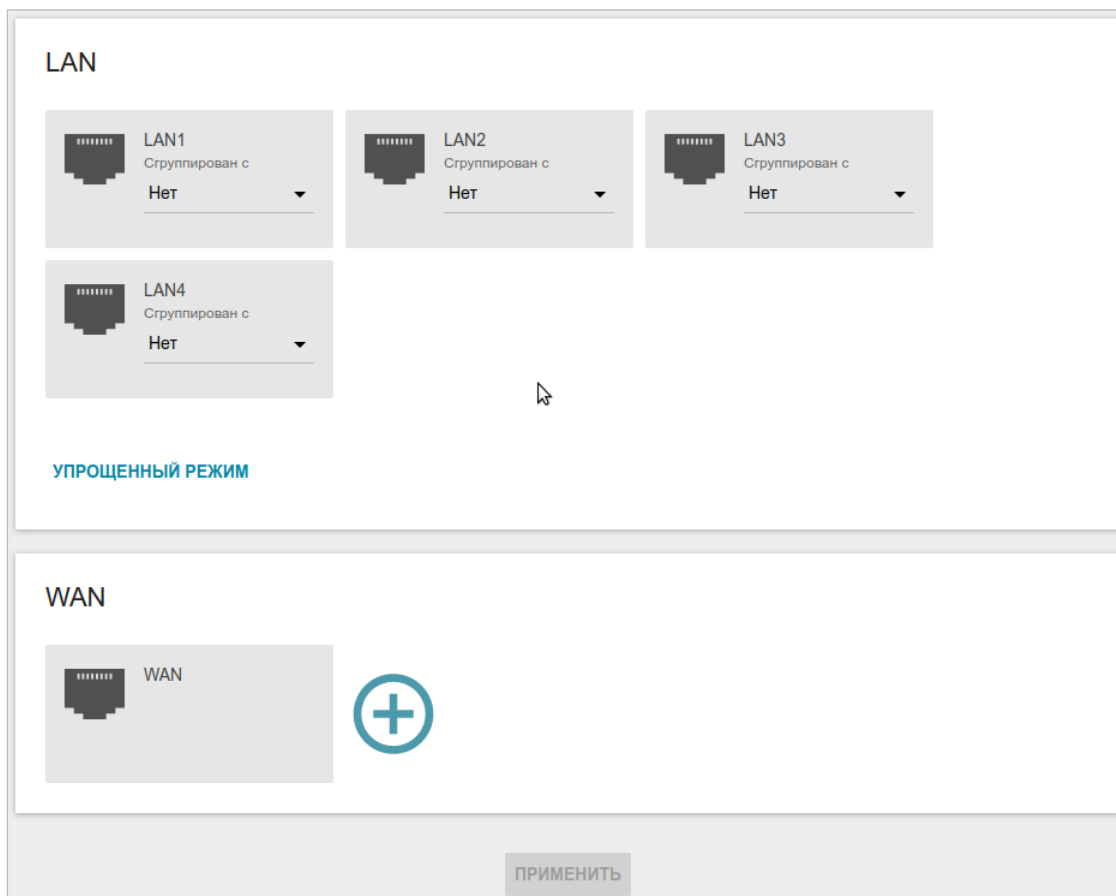 LAN
LAN1
Сгруппирован с
Нет
LAN2
Сгруппирован с
Нет
LAN3
Сгруппирован с
Нет
LAN4
Сгруппирован с
Нет
УПРОЩЕННЫЙ РЕЖИМ
WAN
WAN
ПРИМЕНИТЬ